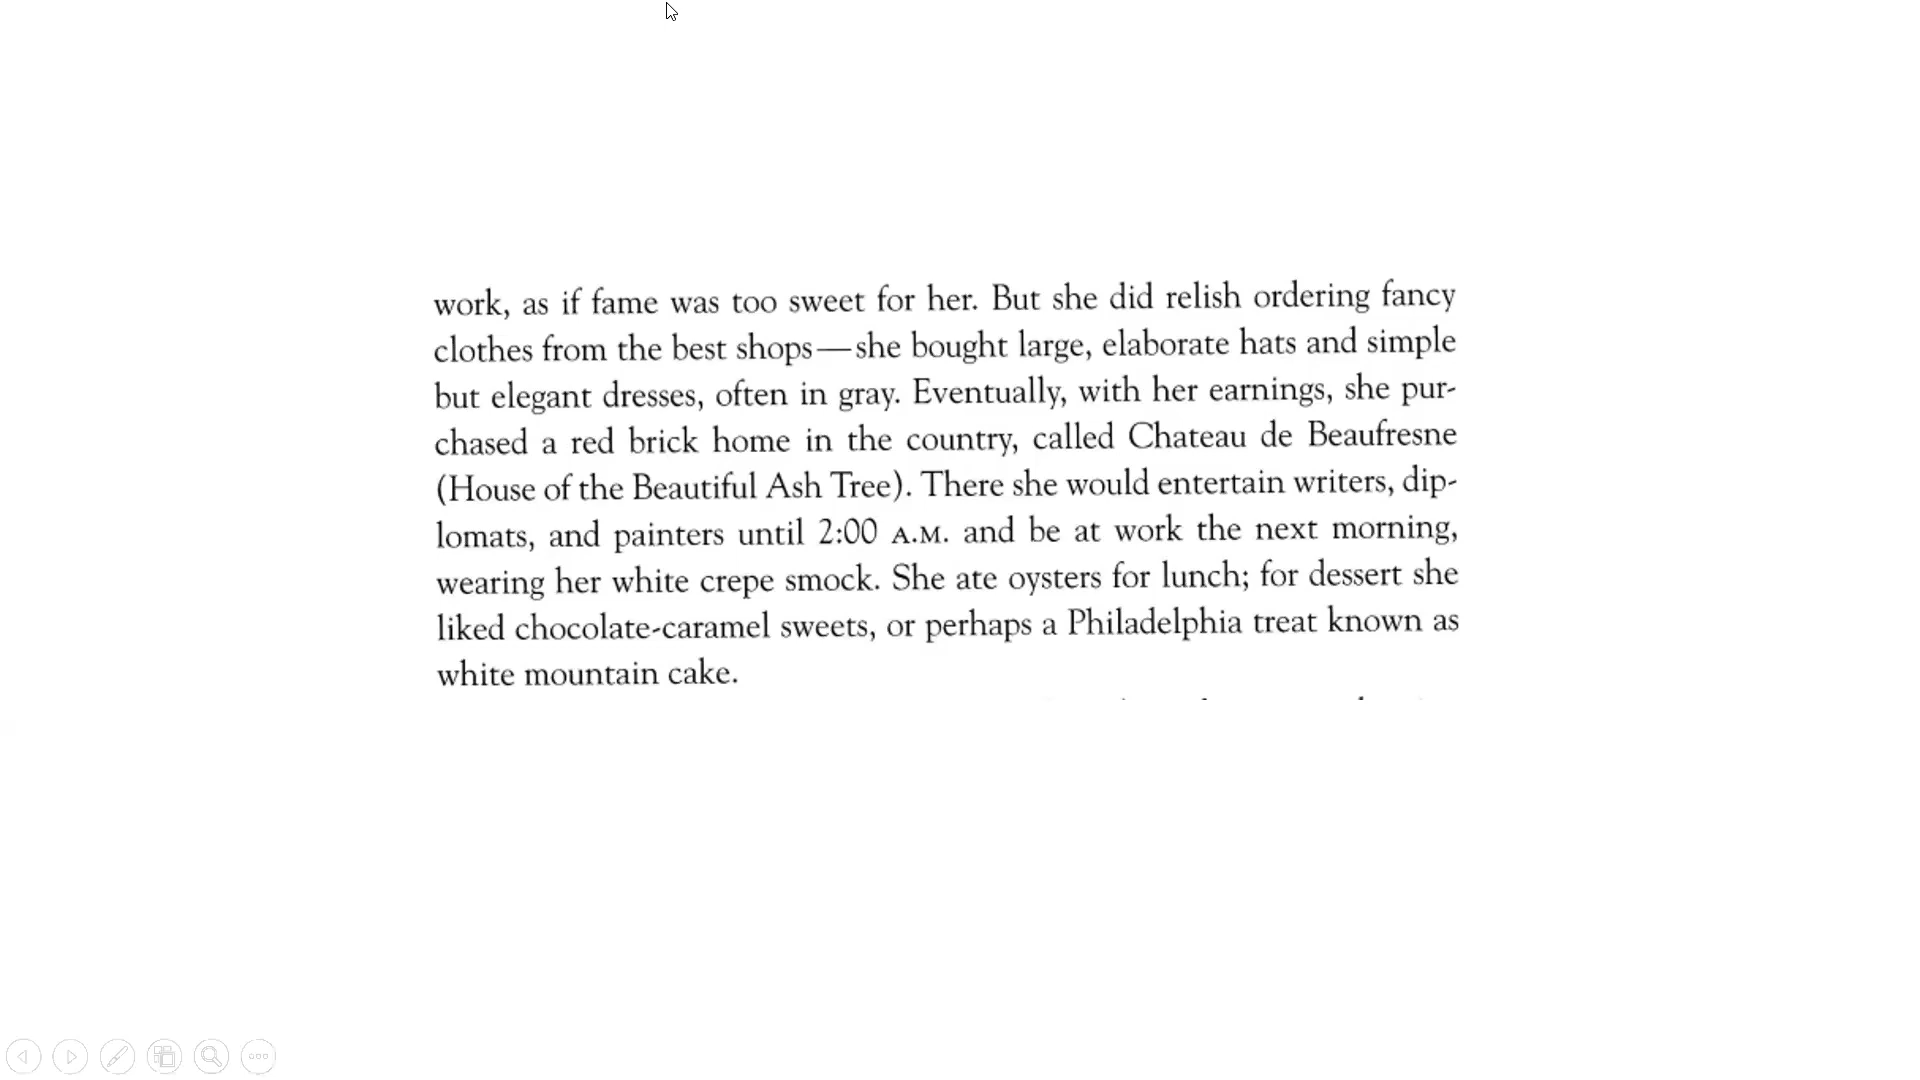 work, as if fame was too sweet for her. But she did relish ordering fancy
clothes from the best shops—she bought large, elaborate hats and simple
but elegant dresses, often in gray. Eventually, with her earnings, she pur-
chased a red brick home in the country, called Chateau de Beaufresne
(House of the Beautiful Ash Tree). There she would entertain writers, dip-
lomats, and painters until 2:00 A.M. and be at work the next morning,
wearing her white crepe smock. She ate oysters for lunch; for dessert she
liked chocolate-caramel sweets, or perhaps a Philadelphia treat known as
white mountain cake.